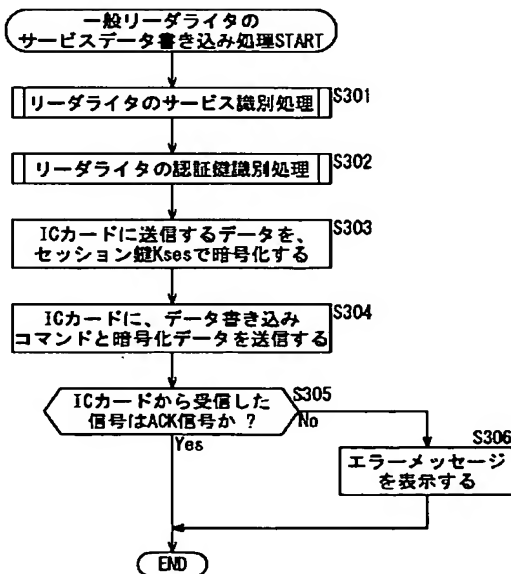 一般リーダライタの
サービスデータ書き込み処理START
リーダライタのサービス識別処理
S301
リーダライタの認証鍵識別処理
S302
ICカードに送信するデータを、
セッション鍵Ksesで暗号化する
S303
ICカードに、データ書き込み
コマンドと暗号化データを送信する
S304
ICカードから受信した
信号はACK信号か ?
S305
No
Yes
S306
エラーメッセージ
を表示する
END